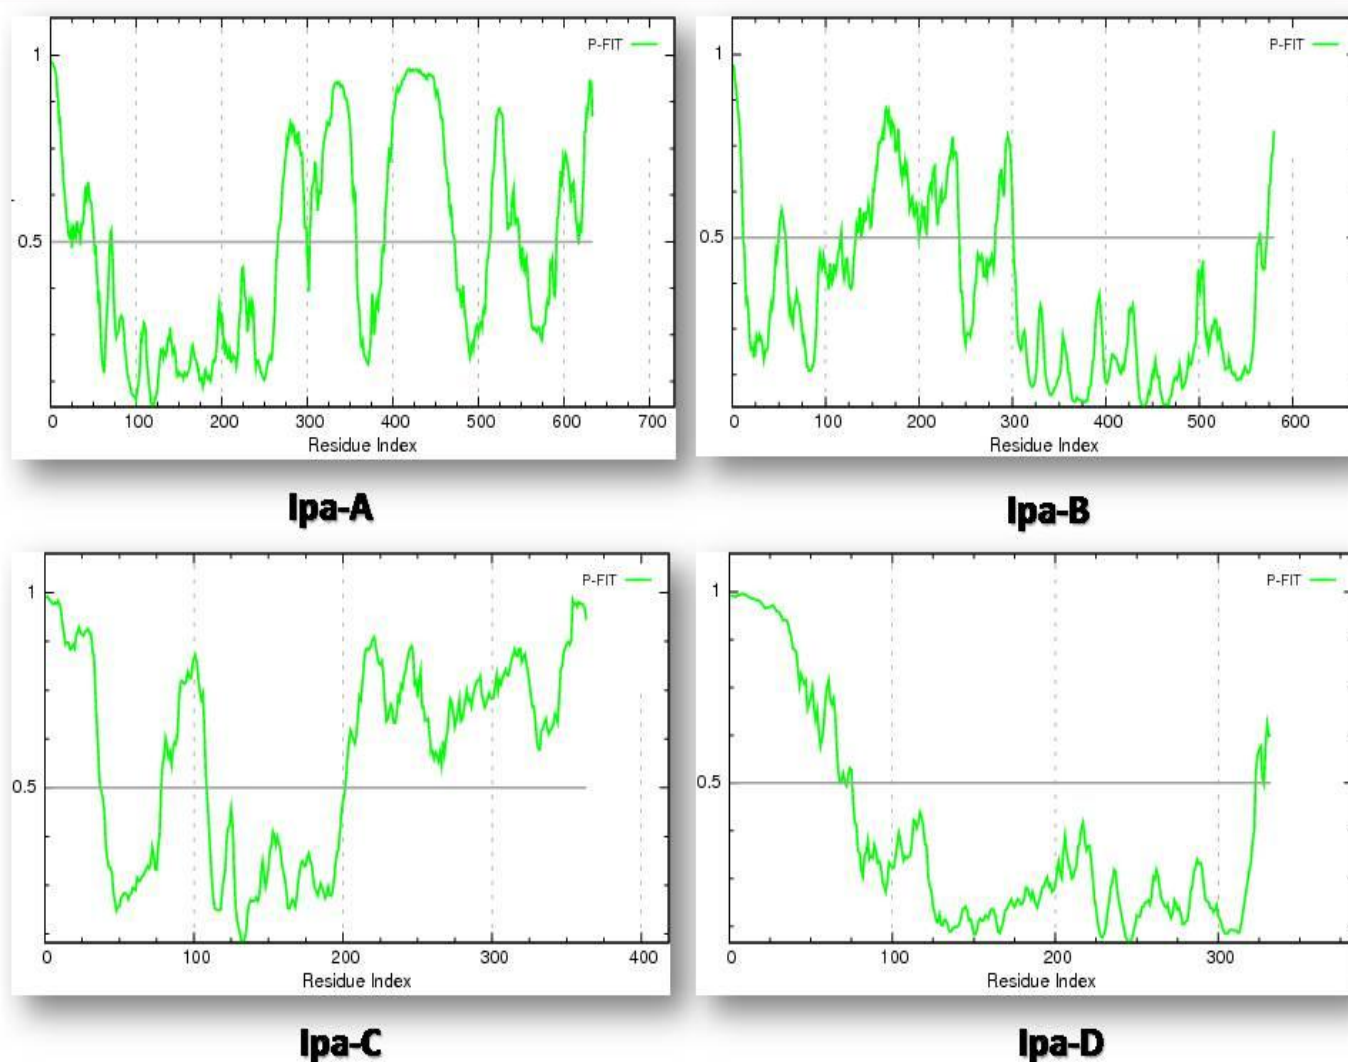 P-FIT
1
0.5
0 100 200 300 400 500 600 700
Residue Index
Ipa-A
P-FIT
1
0.5
0 100 200 300 400 500 600
Residue Index
Ipa-B
P-FIT
1
0.5
0 100 200 300 400
Residue Index
Ipa-C
P-FIT
1
0.5
0 100 200 300
Residue Index
Ipa-D